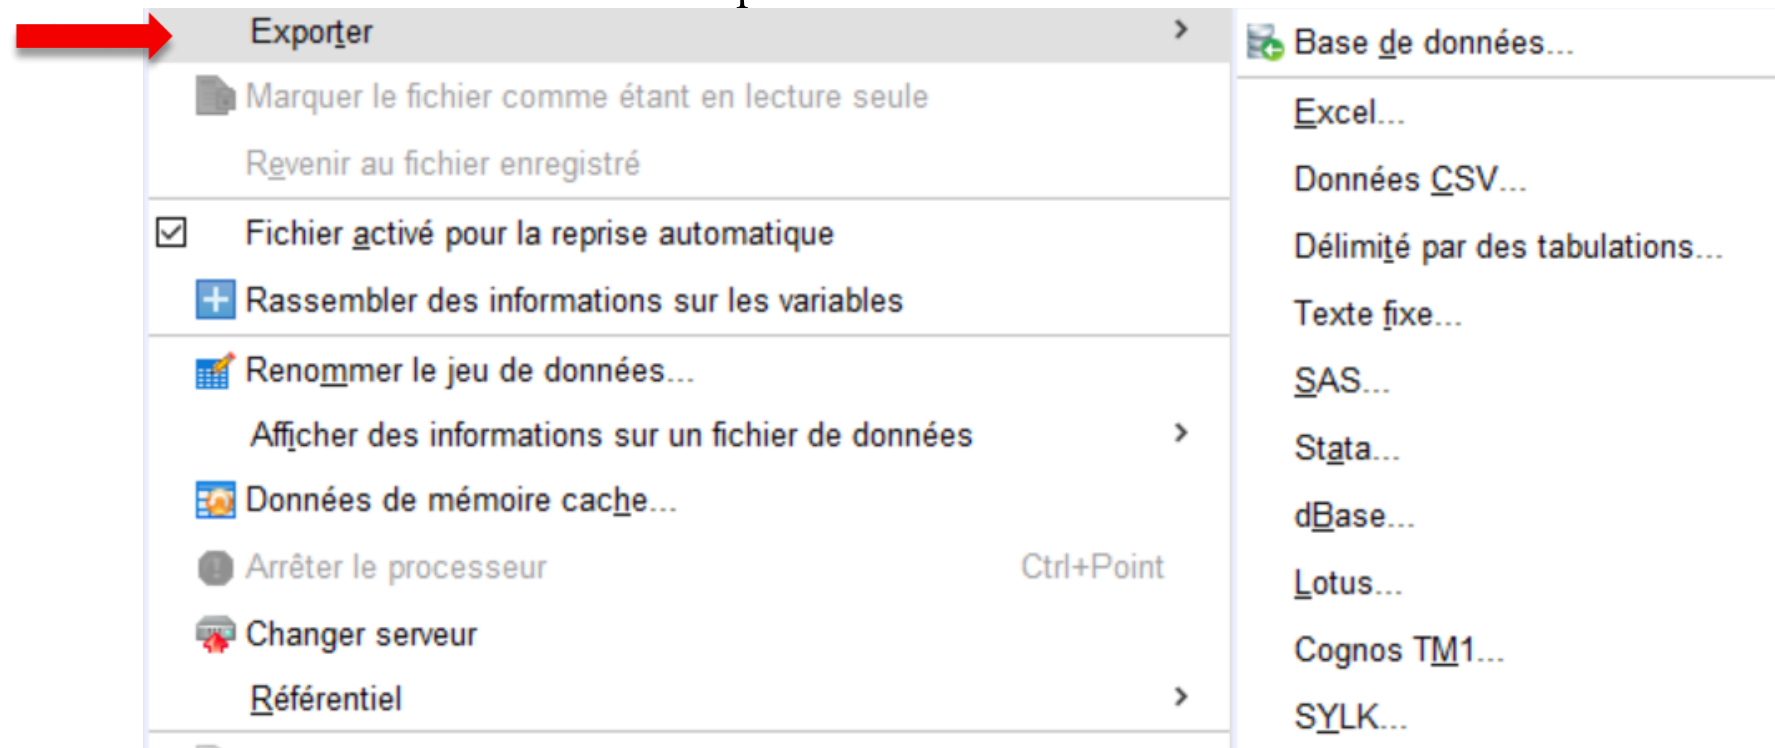 Exporter
Marquer le fichier comme étant en lecture seule
Revenir au fichier enregistré
Fichier activé pour la reprise automatique
Rassembler des informations sur les variables
Renommer le jeu de données...
Afficher des informations sur un fichier de données
Données de mémoire cache...
Arrêter le processeur Ctrl+Point
Changer serveur
Référentiel
Base de données...
Excel...
Données CSV...
Délimité par des tabulations...
Texte fixe...
SAS...
Stata...
dBase...
Lotus...
Cognos TM1...
SYLK...